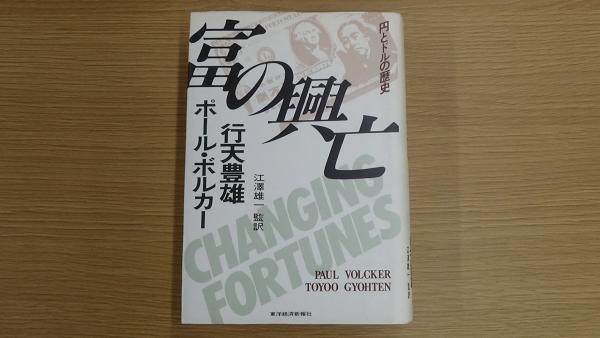 円とドルの歴史
富の興亡
行天豊雄
ポール・ボルカー
江澤雄一 監訳
CHANGING
FORTUNES
PAUL VOLCKER
TOYOO GYOHTEN
東洋経済新報社